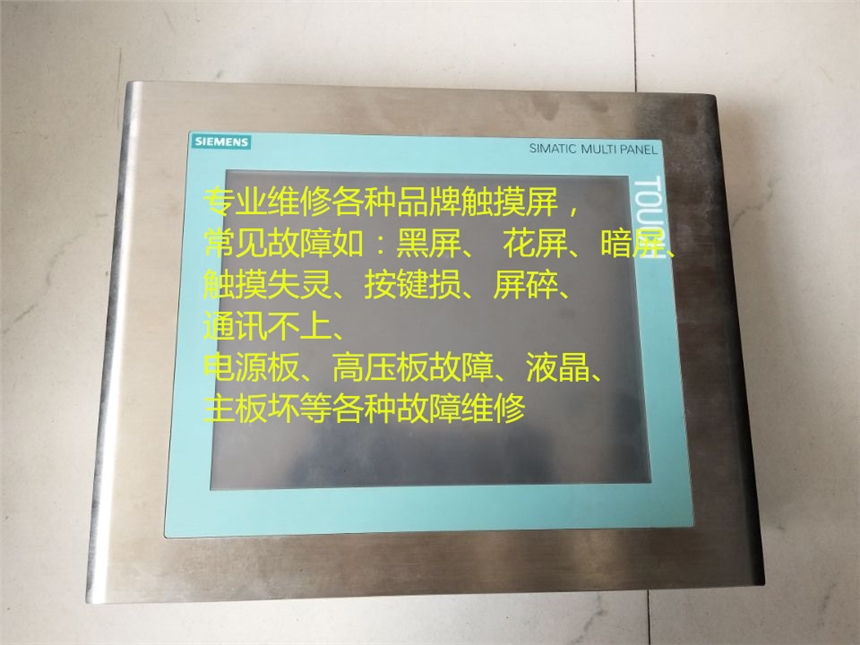 SIEMENS
SIMATIC MULTI PANEL
TOUCH
专业维修各种品牌触摸屏，
常见故障如：黑屏、 花屏、暗屏、
触摸失灵、按键损、屏碎、
通讯不上、
电源板、高压板故障、液晶、
主板坏等各种故障维修